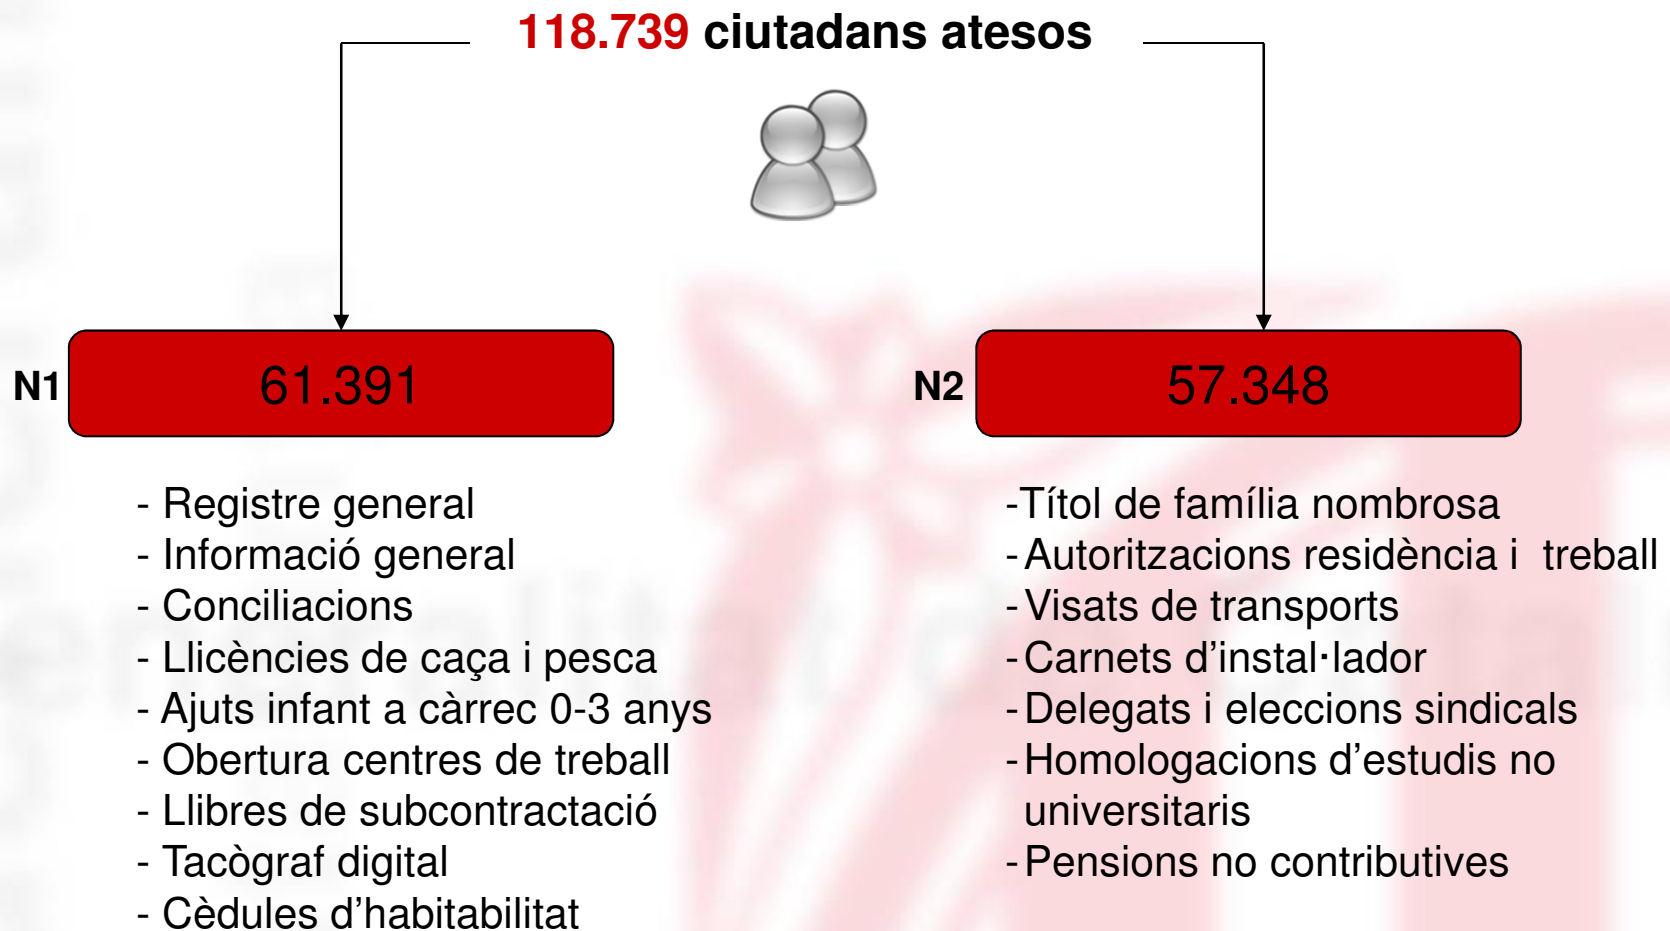 118.739 ciutadans atesos
N1
61.391
- Registre general
- Informació general
- Conciliacions
- Llicències de caça i pesca
- Ajuts infant a càrrec 0-3 anys
- Obertura centres de treball
- Llibres de subcontractació
- Tacògraf digital
- Cèdules d’habitabilitat
N2
57.348
-Títol de família nombrosa
-Autoritzacions residència i  treball
-Visats de transports
-Carnets d’instal·lador
-Delegats i eleccions sindicals
-Homologacions d’estudis no
universitaris
-Pensions no contributives